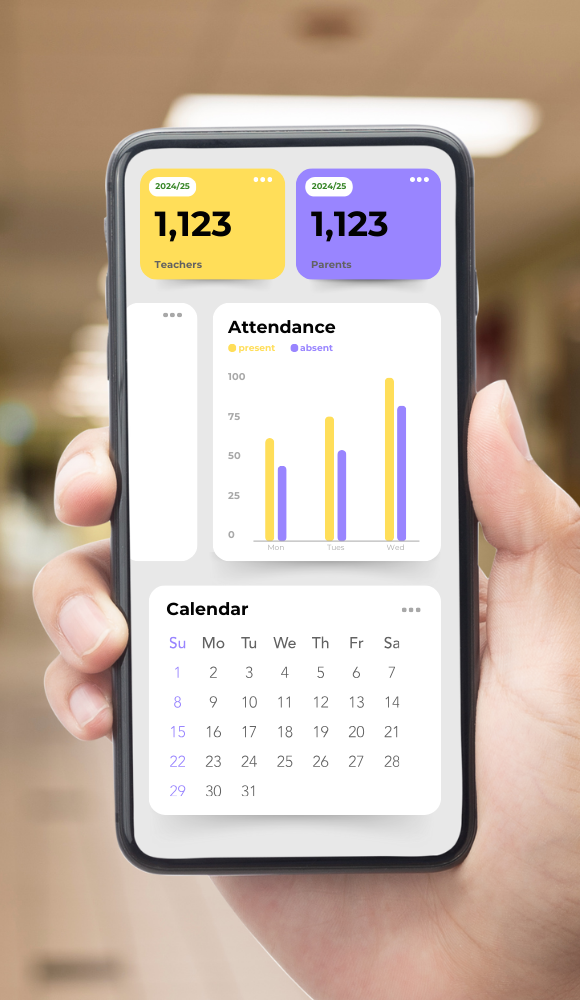 2024/25
1,123
Teachers
2024/25
1,123
Parents
Attendance
present absent
100
75
50
25
0
Mon Tues Wed
Calendar
Su Mo Tu We Th Fr Sa
1 2 3 4 5 6 7
8 9 10 11 12 13 14
15 16 17 18 19 20 21
22 23 24 25 26 27 28
29 30 31